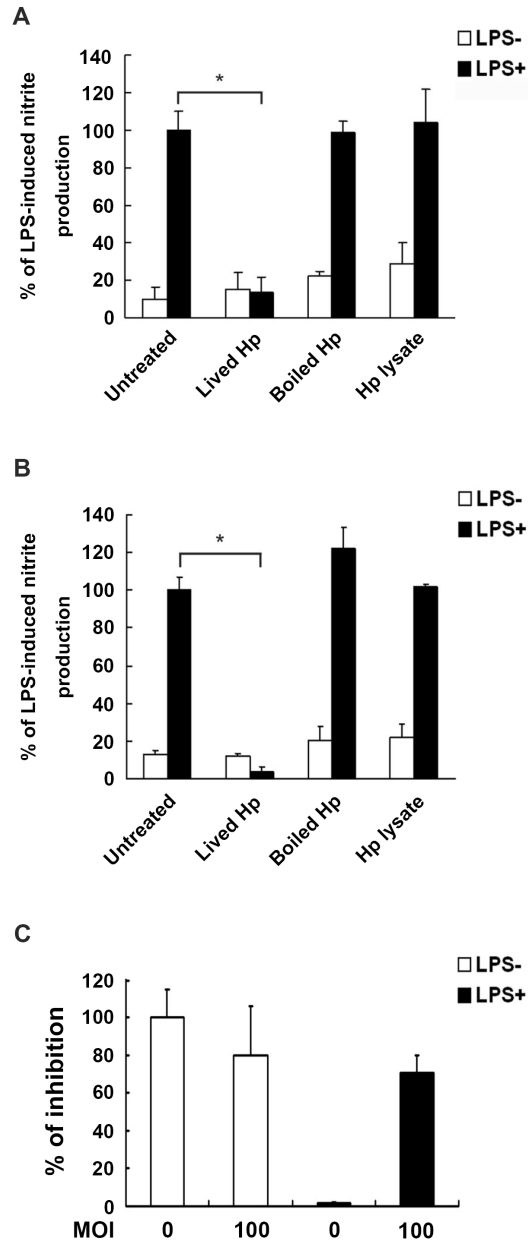 A
LPS-
LPS+
% of LPS-induced nitrite
production
140
120
100
80
60
40
20
0
*
Untreated
Lived Hp
Boiled Hp
Hp lysate
B
LPS-
LPS+
% of LPS-induced nitrite
production
140
120
100
80
60
40
20
0
*
Untreated
Lived Hp
Boiled Hp
Hp lysate
C
LPS-
LPS+
% of inhibition
120
100
80
60
40
20
0
MOI 0 100 0 100